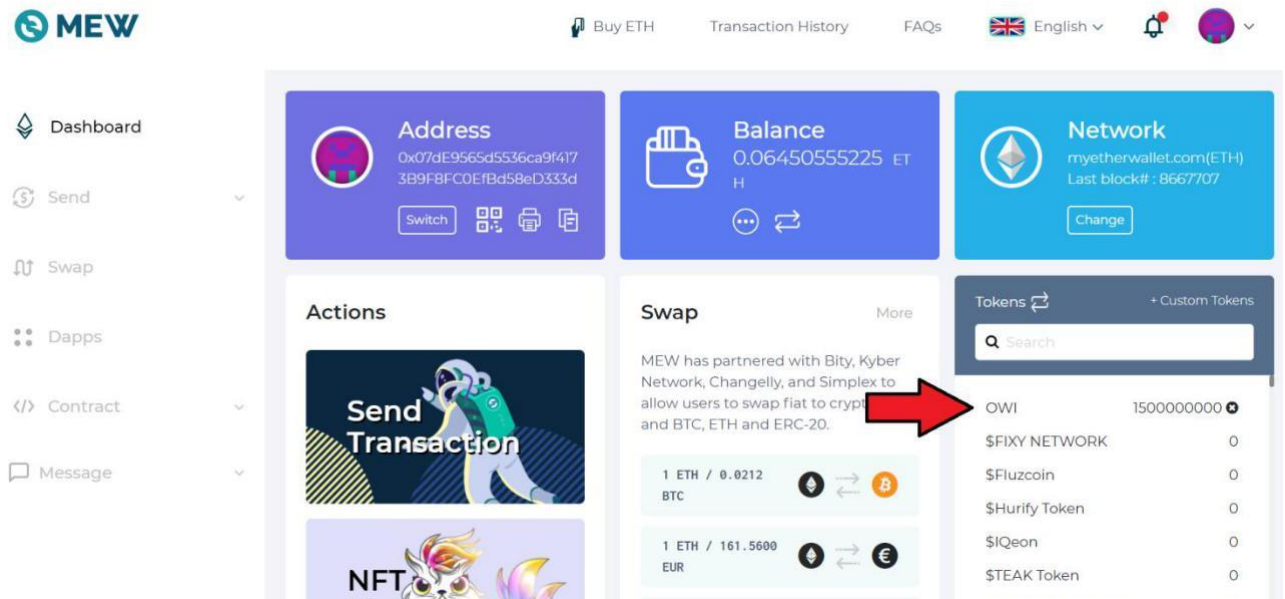 MEW
Buy ETH
Transaction History
FAQs
English
Dashboard
Send
Swap
Dapps
</> Contract
Message
Address
0x07dE9565d5536ca9f417
3B9F8FC0EfBd58eD333d
Switch
Balance
0.06450555225 ET
H
Network
myetherwallet.com(ETH)
Last block# : 8667707
Change
Actions
Send
Transaction
NFT
Swap
More
MEW has partnered with Bity, Kyber
Network, Changelly, and Simplex to
allow users to swap fiat to crypt
and BTC, ETH and ERC-20.
1 ETH / 0.0212
BTC
1 ETH / 161.5600
EUR
Tokens
+ Custom Tokens
Search
OWI 1500000000
$FIXY NETWORK 0
$Fluzcoin 0
$Hurify Token 0
$IQeon 0
$TEAK Token 0